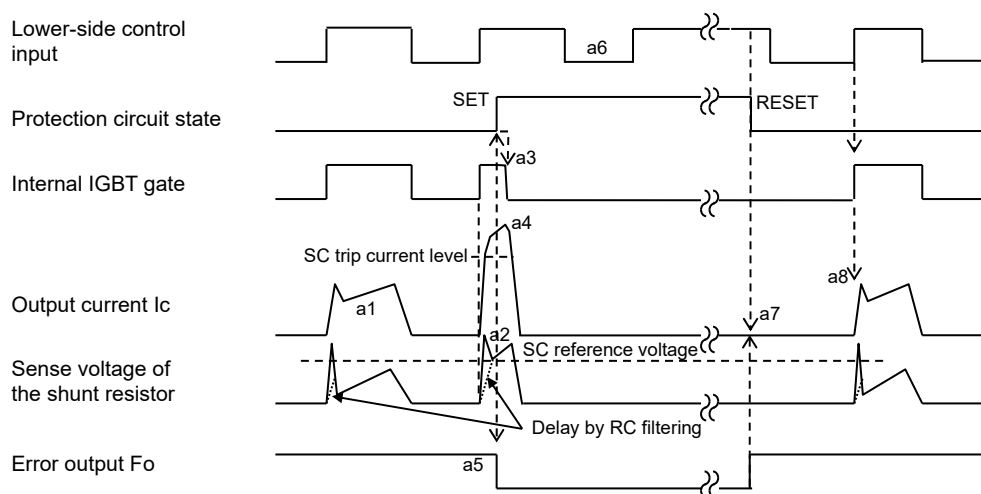 Lower-side control
input
a6
SET
RESET
Protection circuit state
a3
Internal IGBT gate
a4
SC trip current level
a8
Output current Ic
a1
a7
a2
SC reference voltage
Sense voltage of
the shunt resistor
Delay by RC filtering
Error output Fo
a5